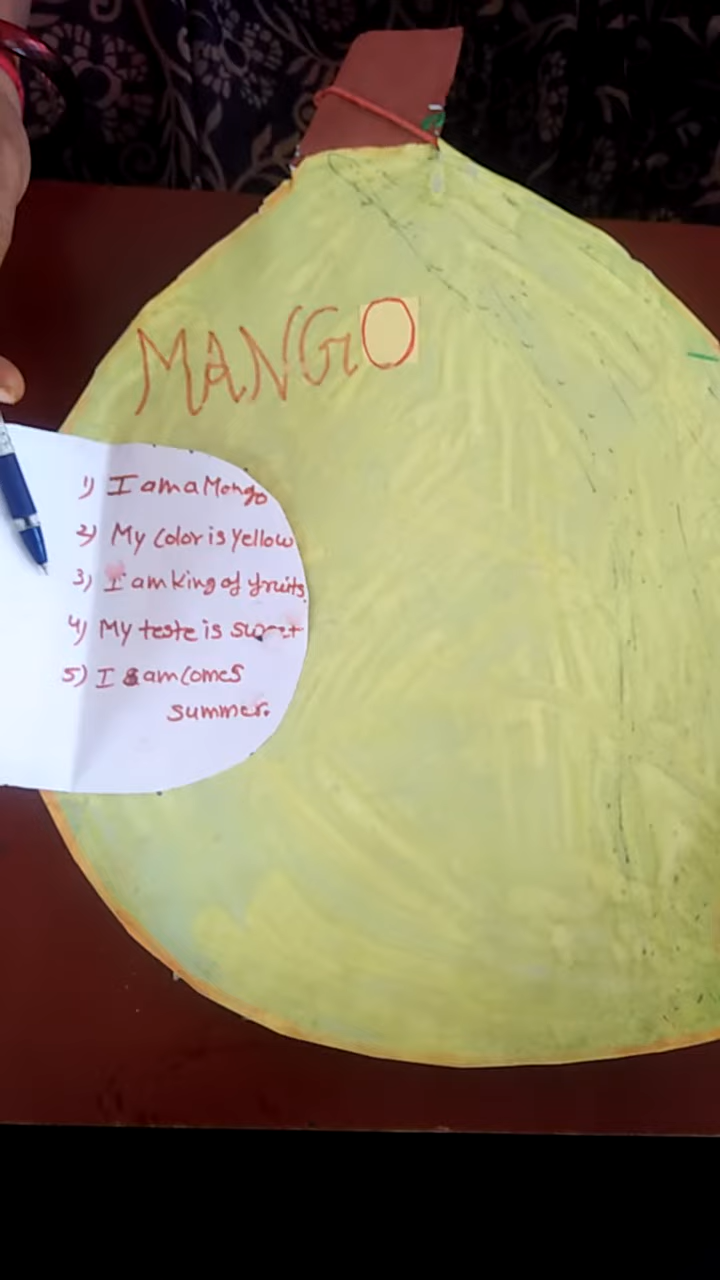 MANGO
1) I am a Mongo
2) My color is yellow
3) I am king of fruits.
4) My teste is sweet
5) I am comes
summer.